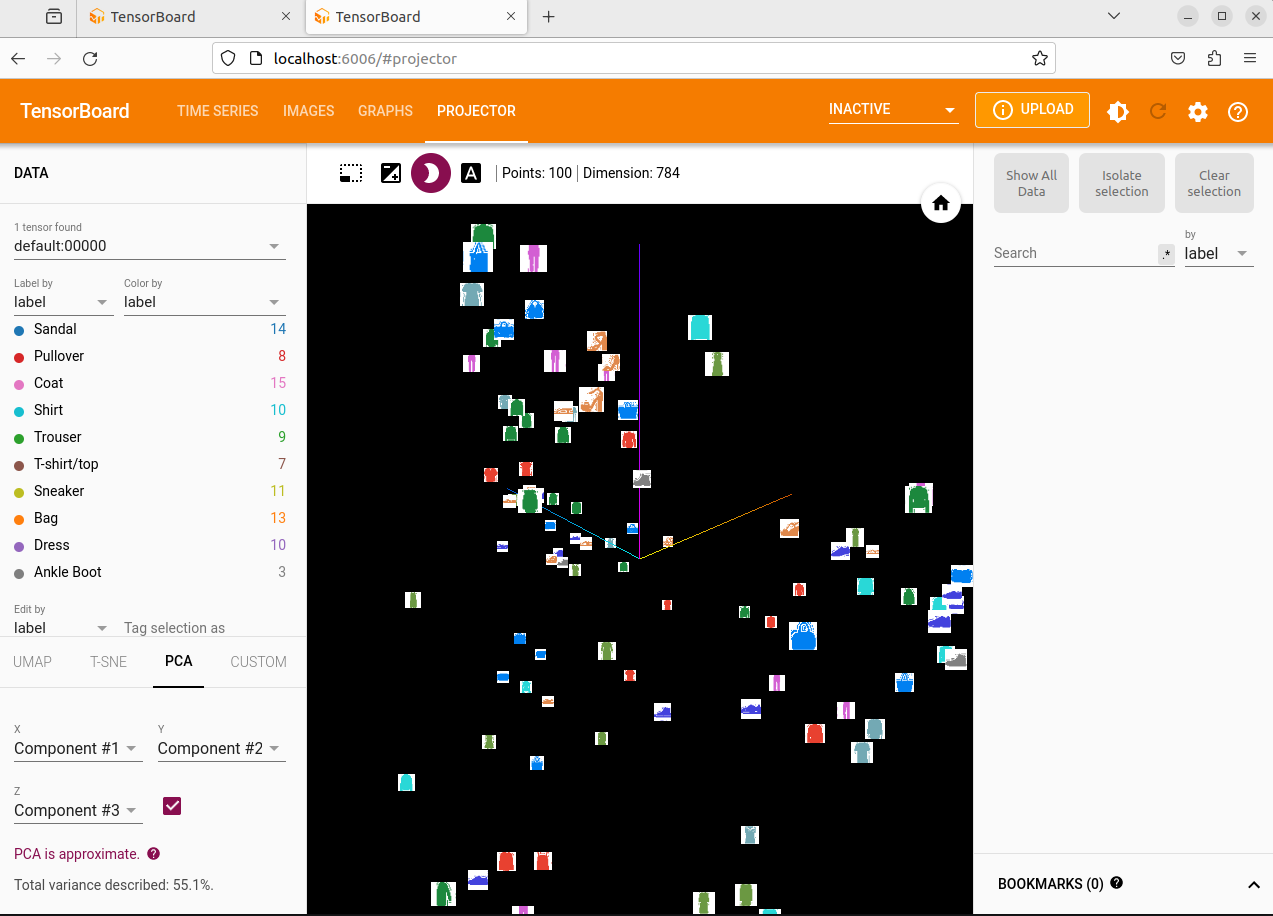 TensorBoard
TensorBoard
localhost:6006/#projector
TensorBoard TIME SERIES IMAGES GRAPHS PROJECTOR INACTIVE UPLOAD
DATA
A Points: 100 Dimension: 784
Show All Data
Isolate selection
Clear selection
1 tensor found
default:00000
Search .*
by
label
Label by
label
Color by
label
Sandal 14
Pullover 8
Coat 15
Shirt 10
Trouser 9
T-shirt/top 7
Sneaker 11
Bag 13
Dress 10
Ankle Boot 3
Edit by
label Tag selection as
UMAP T-SNE PCA CUSTOM
X
Component #1
Y
Component #2
Z
Component #3
PCA is approximate.
Total variance described: 55.1%.
BOOKMARKS (0)